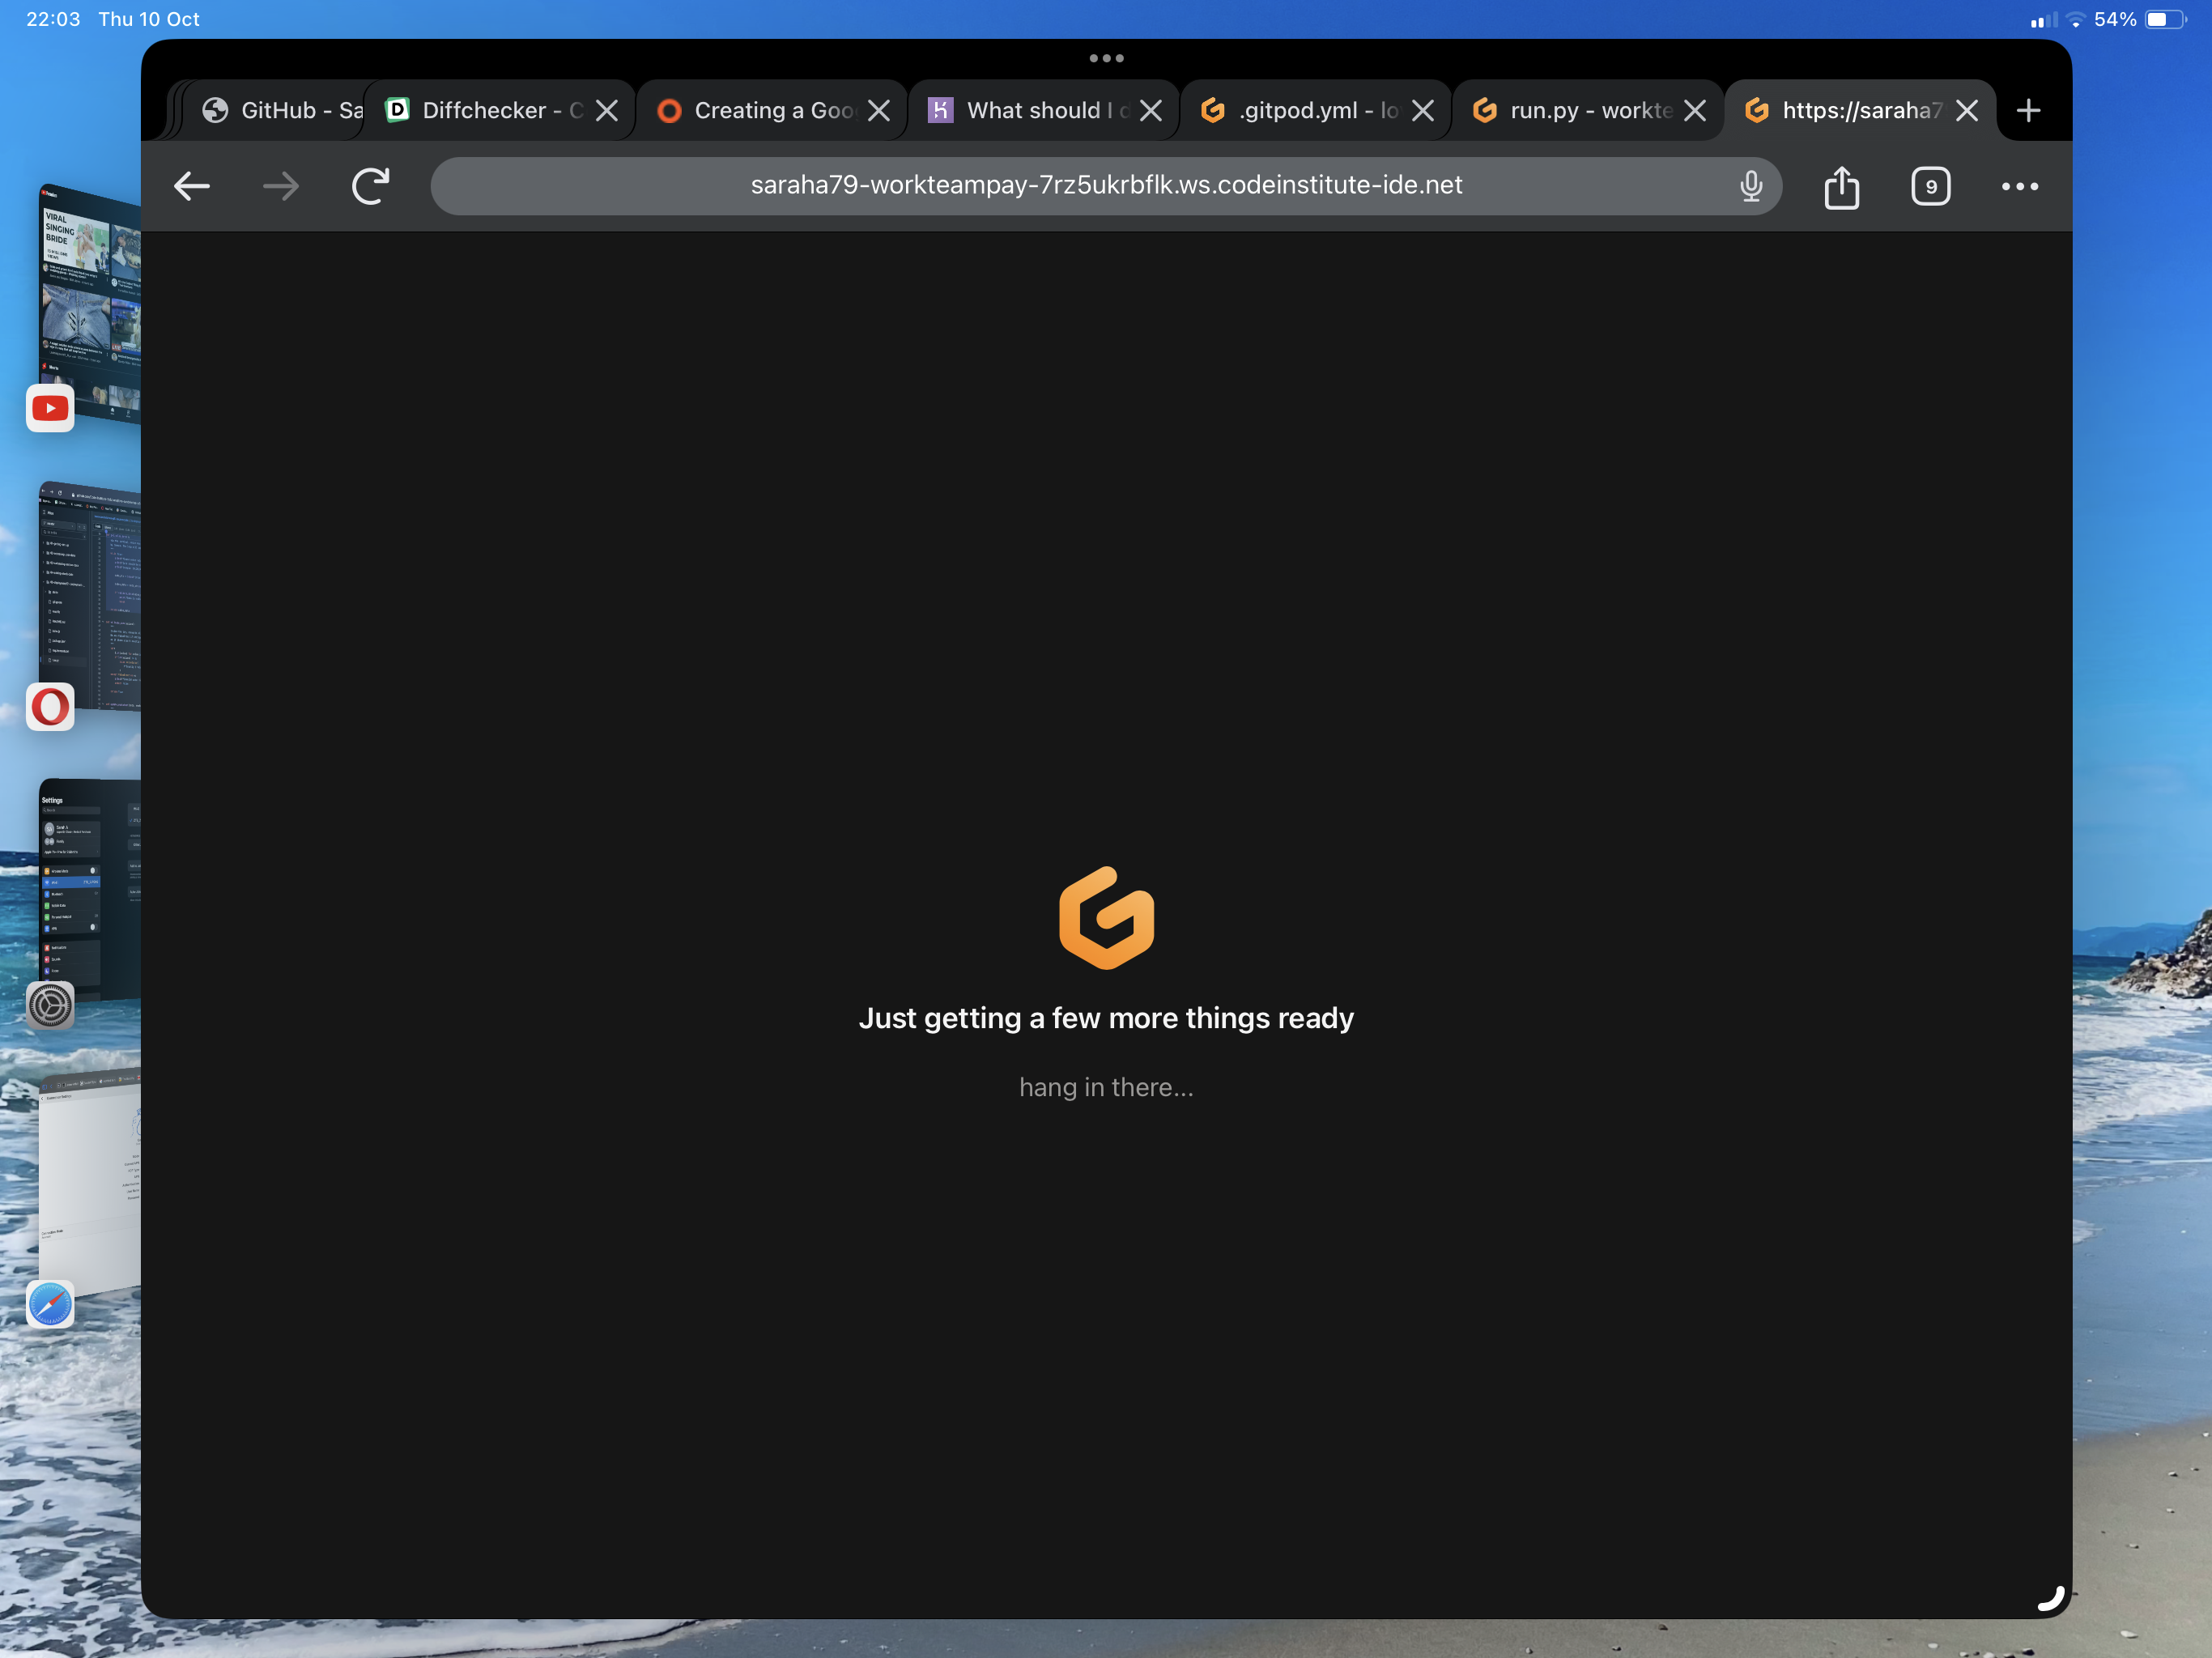 22:03 Thu 10 Oct
54%
GitHub - Sa
Diffchecker - C
Creating a Goo
What should I d
.gitpod.yml - lo
run.py - workte
https://saraha7
saraha79-workteampay-7rz5ukrbflk.ws.codeinstitute-ide.net
9
VIRAL
SINGING
BRIDE
Settings
Just getting a few more things ready
hang in there...